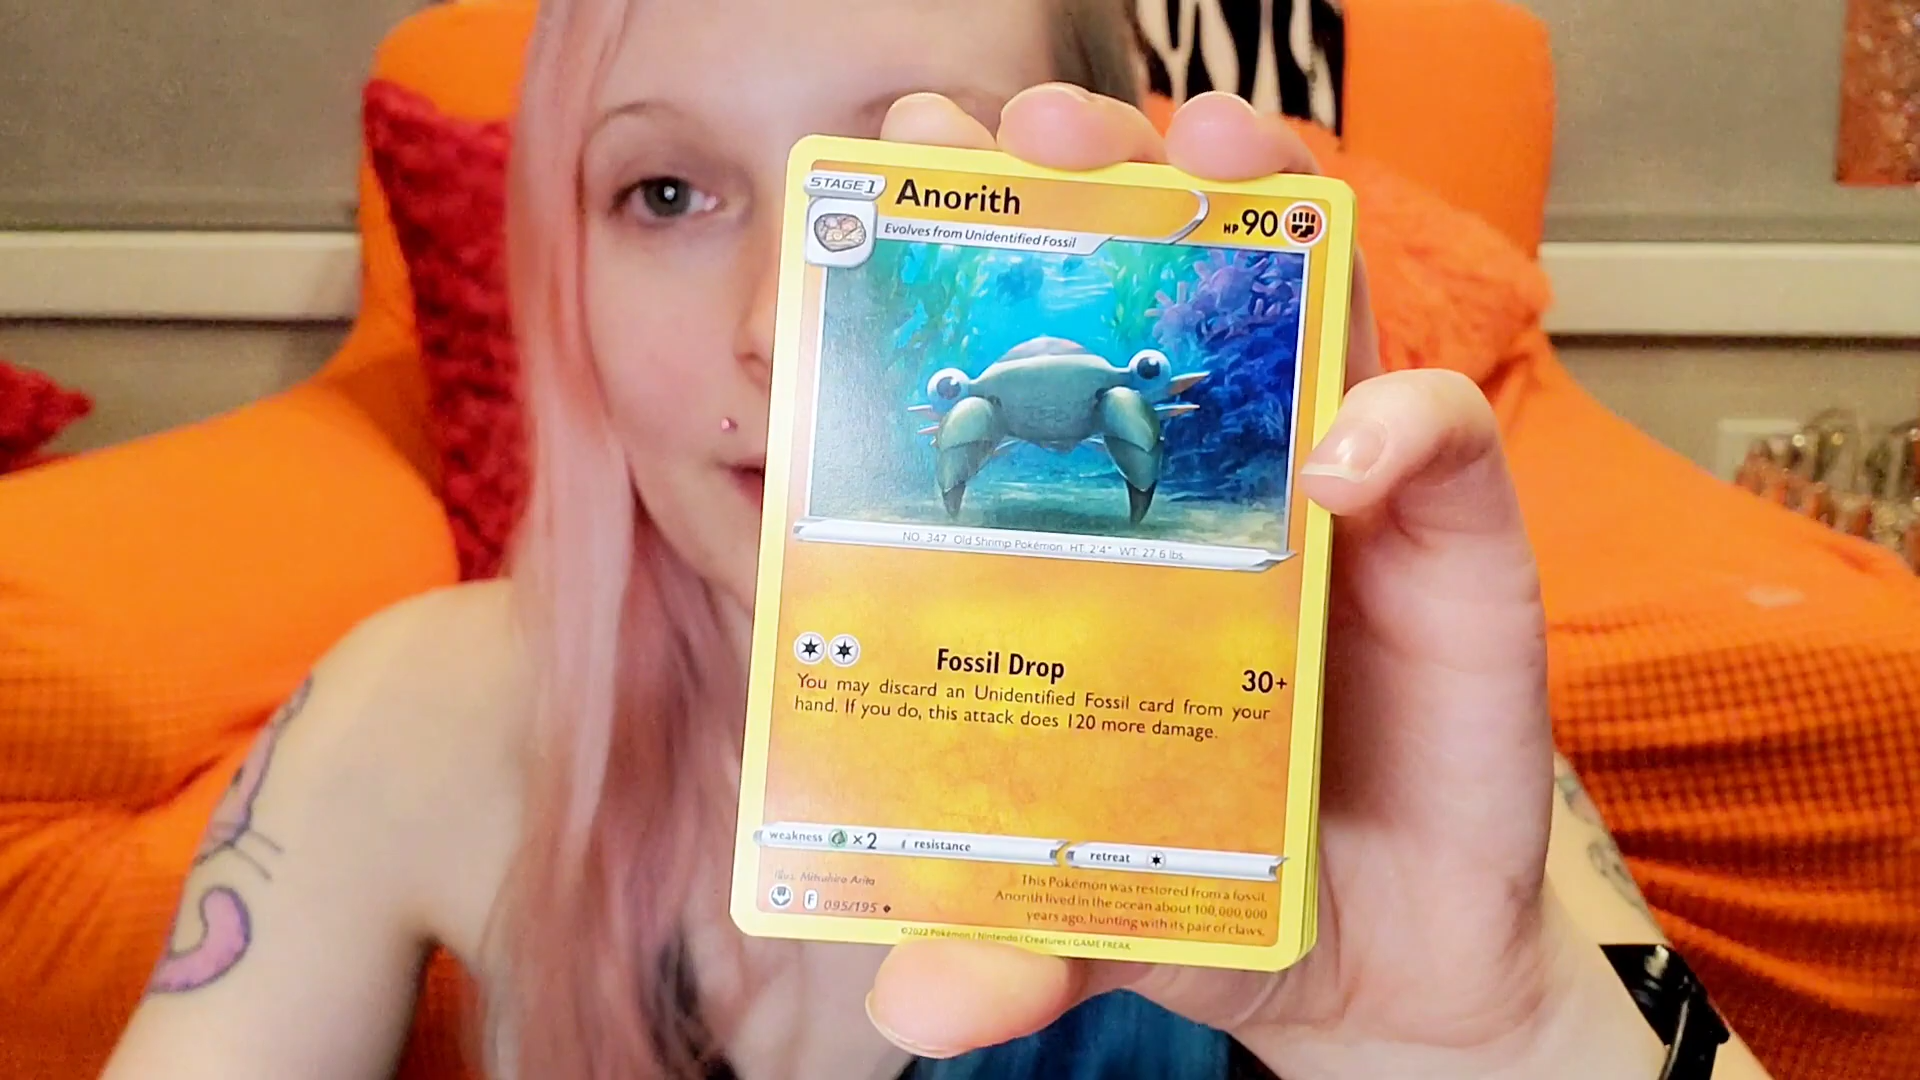 STAGE 1
Anorith
HP 90
Evolves from Unidentified Fossil
NO. 347 Old Shrimp Pokémon HT. 2'4" WT. 27.6 lbs.
Fossil Drop 30+
You may discard an Unidentified Fossil card from your
hand. If you do, this attack does 120 more damage.
weakness ×2 resistance retreat
Illus. Mitsuhiro Arita
F 095/195
This Pokémon was restored from a fossil.
Anorith lived in the ocean about 100,000,000
years ago, hunting with its pair of claws.
©2022 Pokémon / Nintendo / Creatures / GAME FREAK